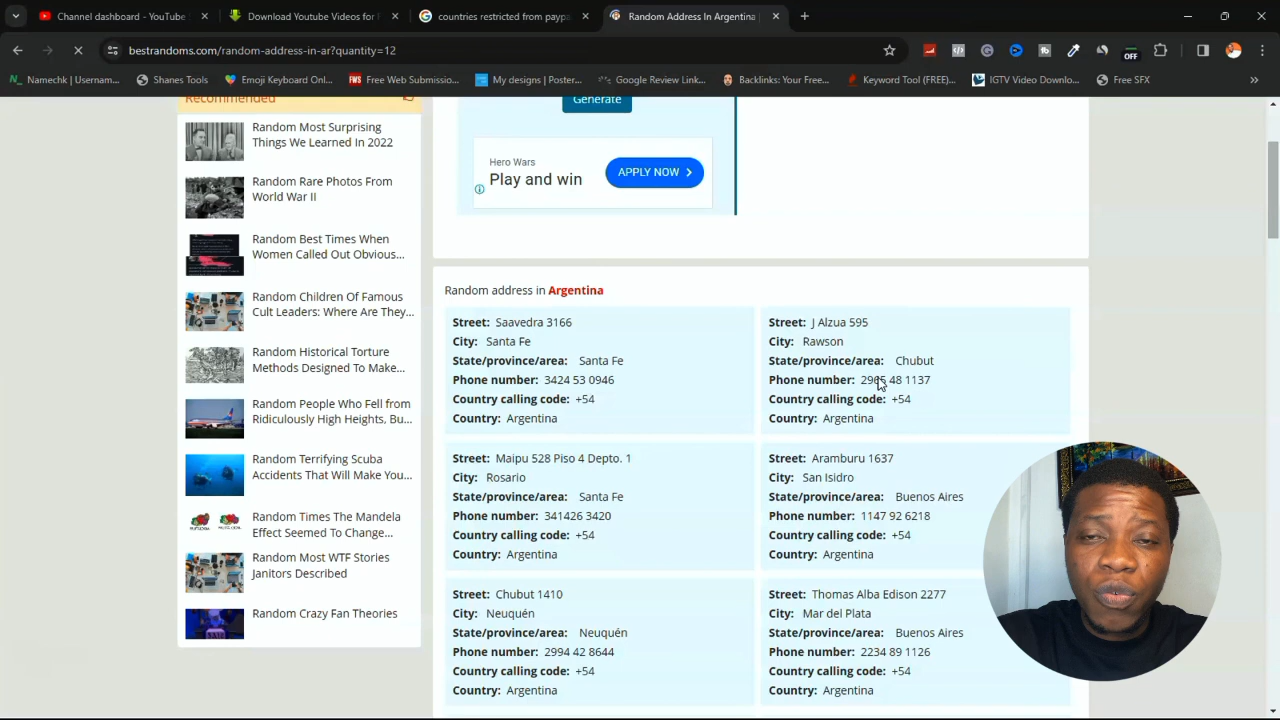 Channel dashboard - YouTube
Download Youtube Videos for
countries restricted from paypa
Random Address In Argentina
bestrandoms.com/random-address-in-ar?quantity=12
OFF
Namechk | Usernam...
Shanes Tools
Emoji Keyboard Onl...
FWS
Free Web Submissio...
My designs | Poster...
Google Review Link...
Backlinks: Your Free...
Keyword Tool (FREE)...
IGTV Video Downlo...
Free SFX
Recommended
Random Most Surprising
Things We Learned In 2022
Random Rare Photos From
World War II
Random Best Times When
Woman Called Out Obvious...
Random Children Of Famous
Cult Leaders: Where Are They...
Random Historical Torture
Methods Designed To Make...
Random People Who Fell from
Ridiculously High Heights, Bu...
Random Terrifying Scuba
Accidents That Will Make You...
Random Times The Mandela
Effect Seemed To Change...
Random Most WTF Stories
Janitors Described
Random Crazy Fan Theories
Generate
Hero Wars
Play and win
APPLY NOW
Random address in Argentina
Street: Saavedra 3166
City: Santa Fe
State/province/area: Santa Fe
Phone number: 3424 53 0946
Country calling code: +54
Country: Argentina
Street: J Alzua 595
City: Rawson
State/province/area: Chubut
Phone number: 2965 48 1137
Country calling code: +54
Country: Argentina
Street: Maipu 528 Piso 4 Depto. 1
City: Rosario
State/province/area: Santa Fe
Phone number: 341426 3420
Country calling code: +54
Country: Argentina
Street: Aramburu 1637
City: San Isidro
State/province/area: Buenos Aires
Phone number: 1147 92 6218
Country calling code: +54
Country: Argentina
Street: Chubut 1410
City: Neuquén
State/province/area: Neuquén
Phone number: 2994 42 8644
Country calling code: +54
Country: Argentina
Street: Thomas Alba Edison 2277
City: Mar del Plata
State/province/area: Buenos Aires
Phone number: 2234 89 1126
Country calling code: +54
Country: Argentina